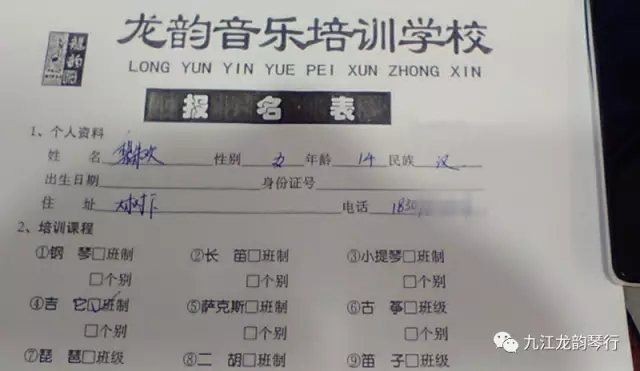 龙韵音乐培训学校
LONG YUN YIN YUE PEI XUN ZHONG XIN
报名表
1、个人资料
姓 名 欢 性别 女 年龄 14 民族 汉
出生日期 身份证号
住 址 大树下 电话 1830
2、培训课程
①钢 琴□班制 ②长 笛□班制 ③小提琴□班制
□个别 □个别 □个别
④吉 它☑班制 ⑤萨克斯□班制 ⑥古 筝□班级
□个别 □个别 □个别
⑦琵 琶□班级 ⑧二 胡□班制 ⑨笛 子□班级
九江龙韵琴行